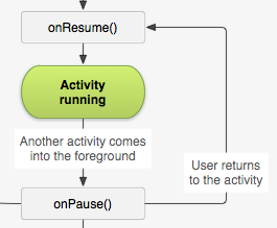 onResume()
Activity
running
Another activity comes
into the foreground
User returns
to the activity
onPause()